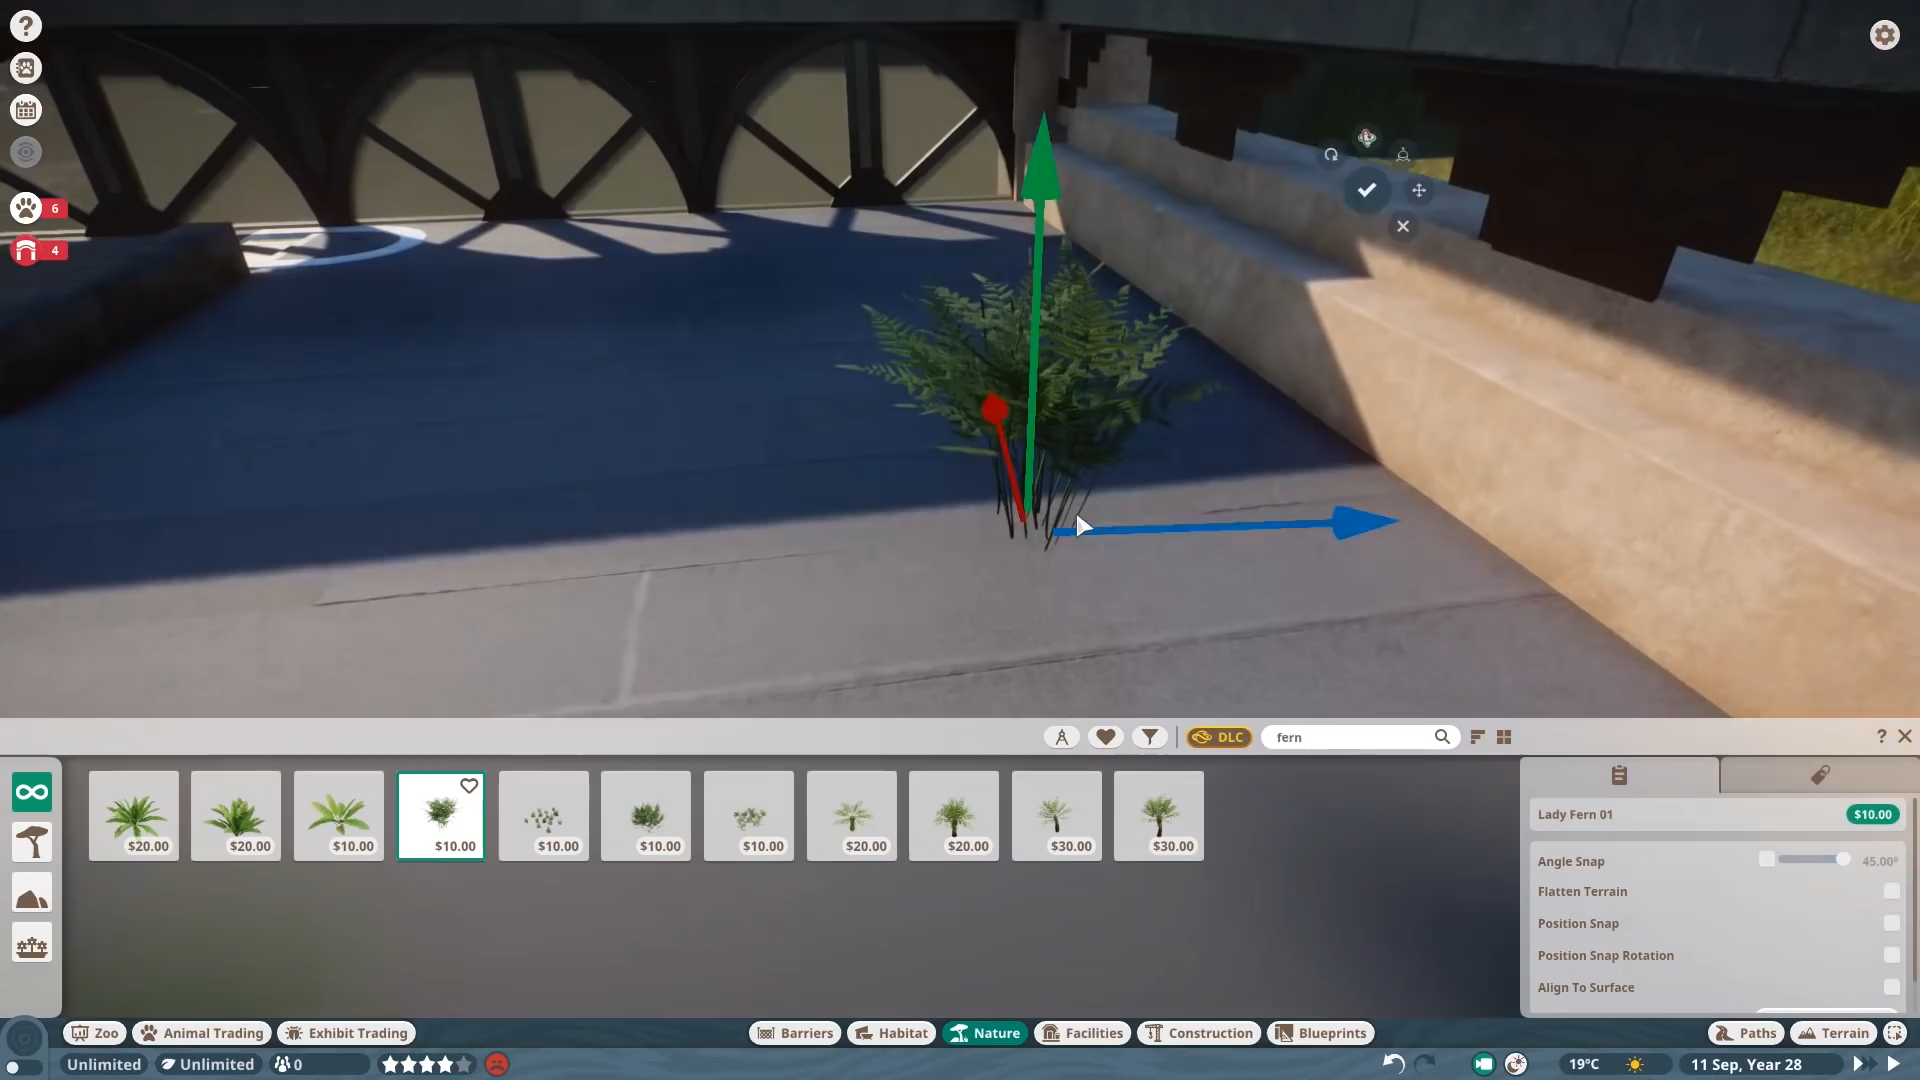 ?
6
4
DLC
fern
?
$20.00
$20.00
$10.00
$10.00
$10.00
$10.00
$10.00
$20.00
$20.00
$30.00
$30.00
Lady Fern 01
$10.00
Angle Snap
45.00°
Flatten Terrain
Position Snap
Position Snap Rotation
Align To Surface
Zoo
Animal Trading
Exhibit Trading
Barriers
Habitat
Nature
Facilities
Construction
Blueprints
Paths
Terrain
Unlimited
Unlimited
0
19°C
11 Sep, Year 28